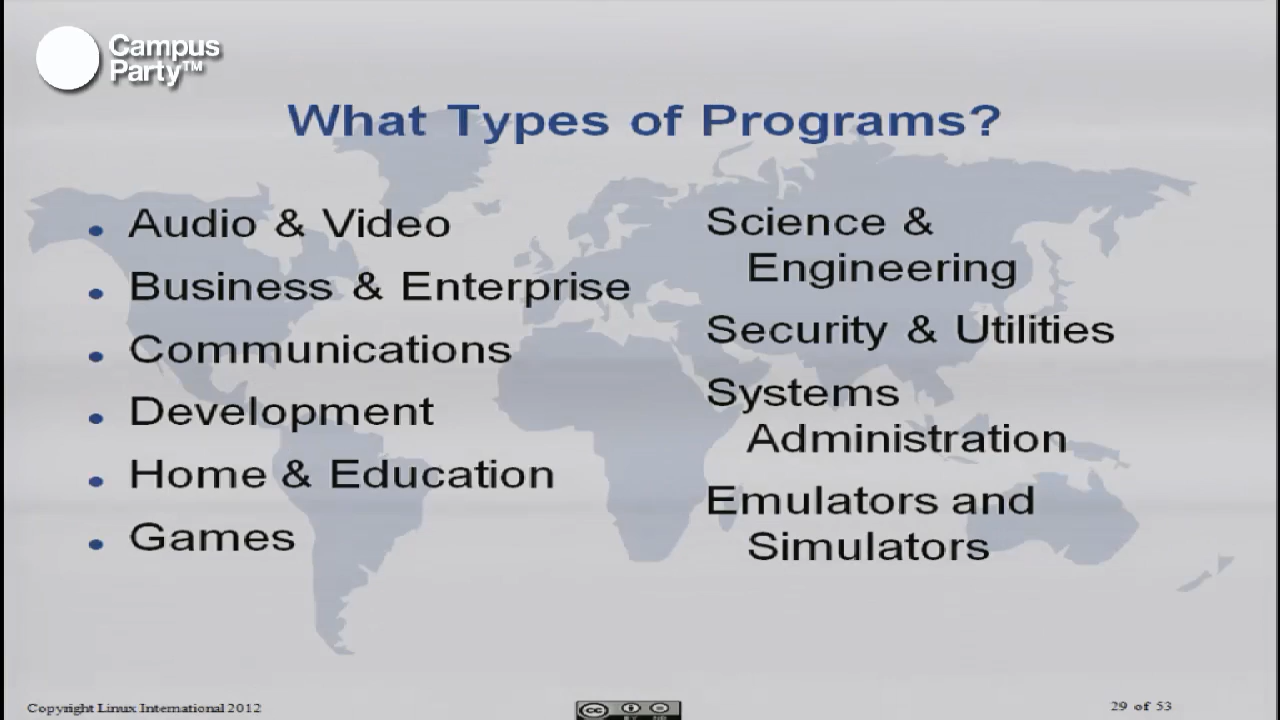 Campus
Party™
What Types of Programs?
Audio & Video
Business & Enterprise
Communications
Development
Home & Education
Games
Science &
Engineering
Security & Utilities
Systems
Administration
Emulators and
Simulators
Copyright Linux International 2012
cc
29 of 53